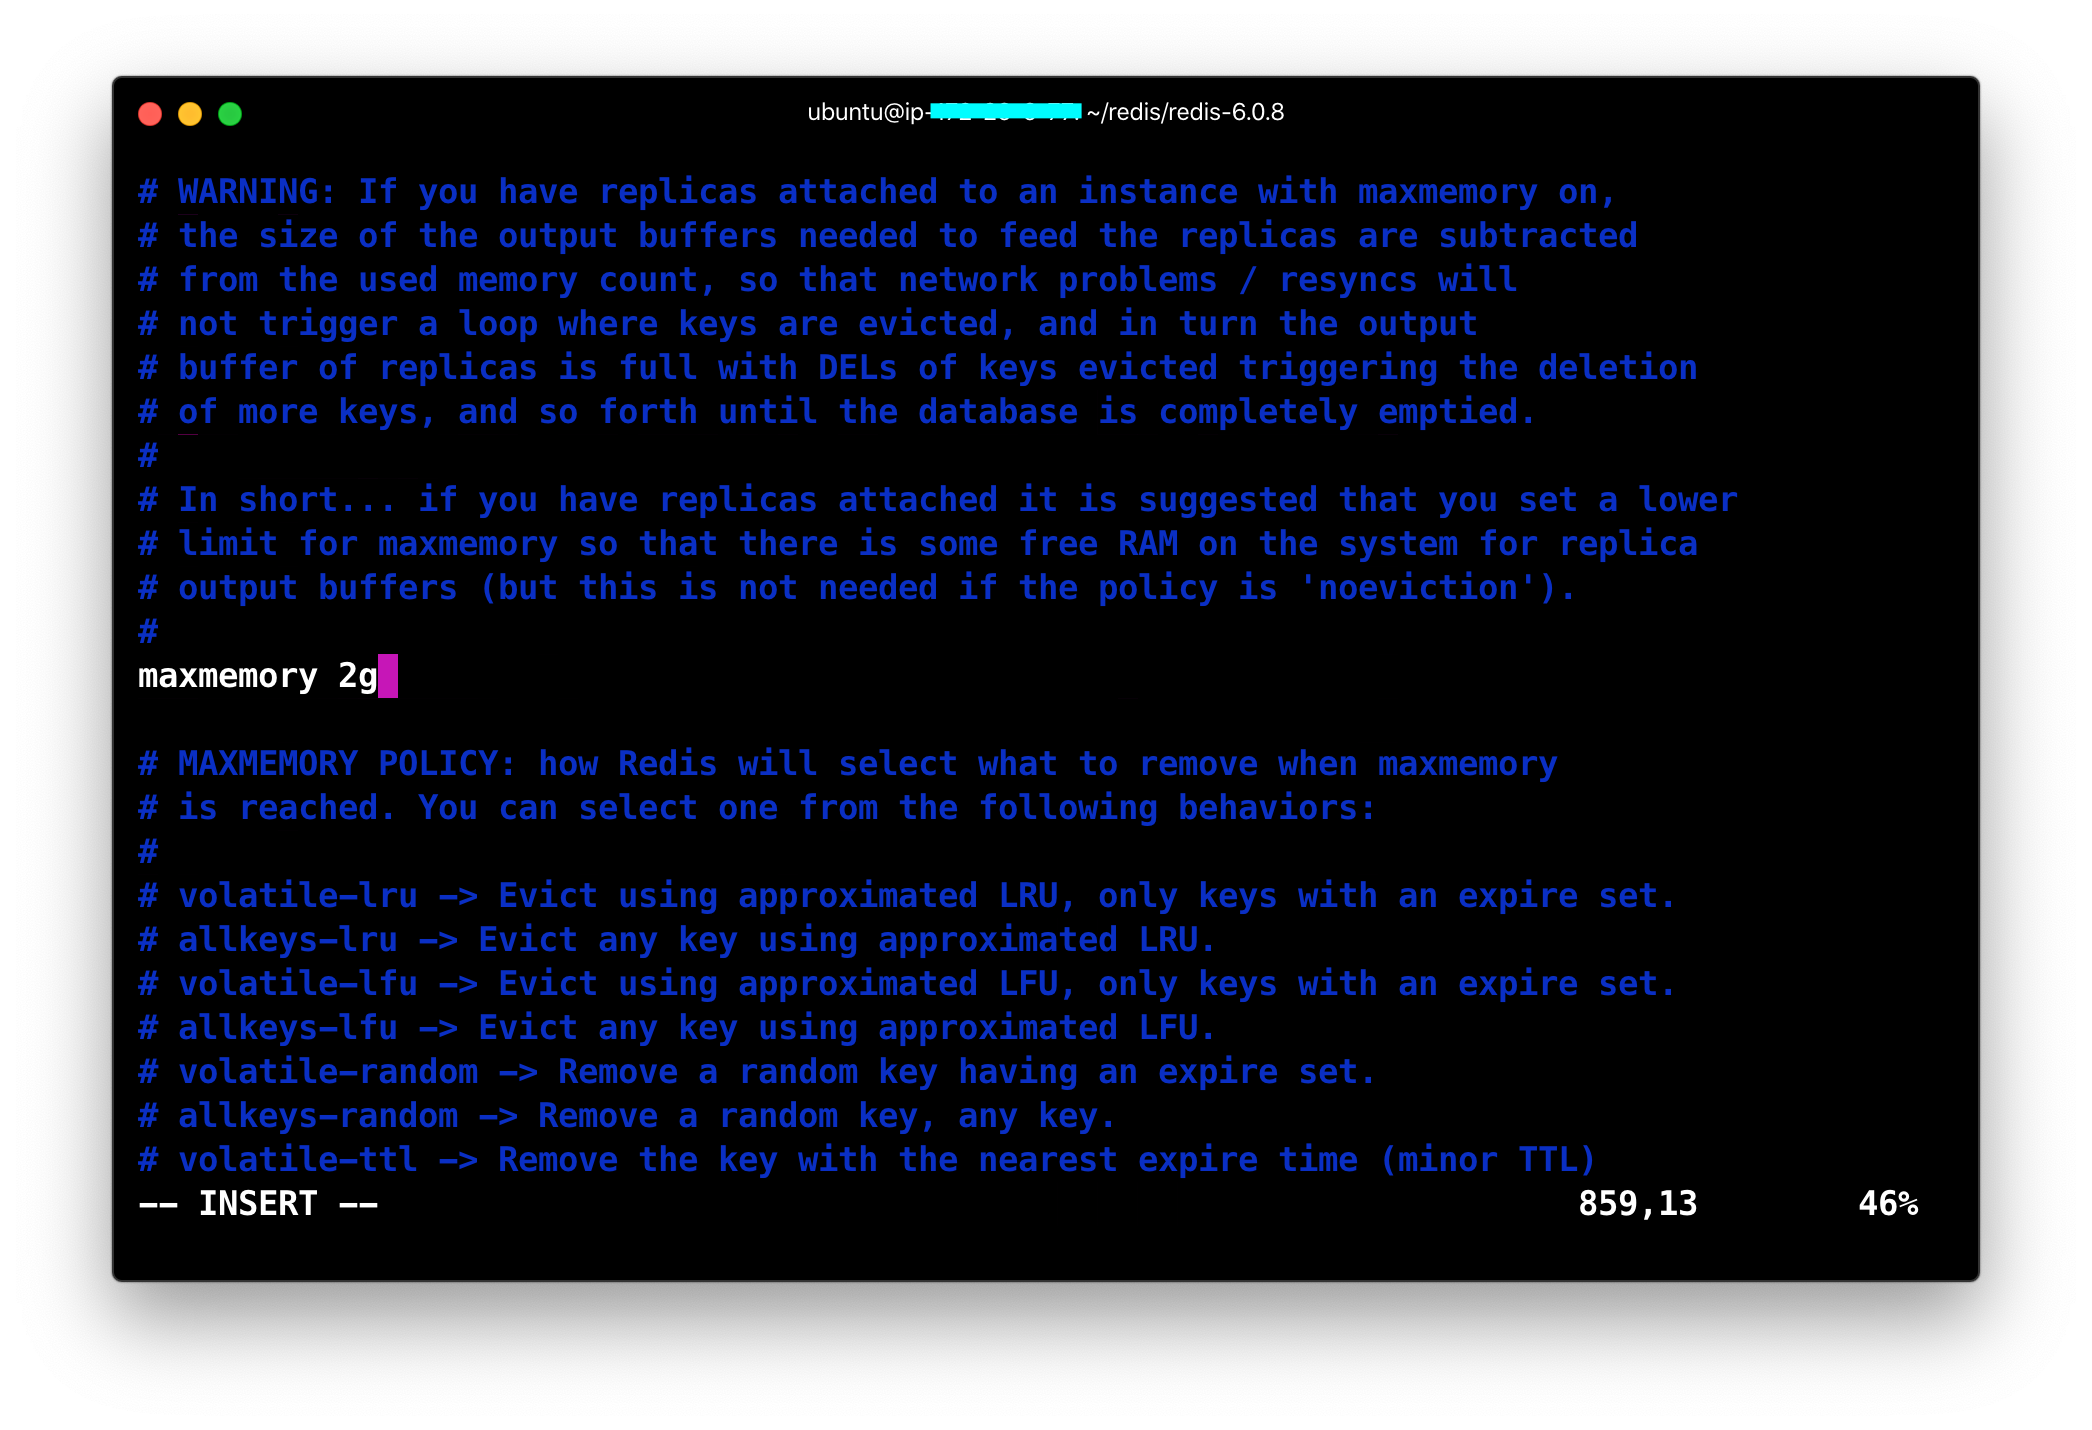 ubuntu@ip- ~/redis/redis-6.0.8
# WARNING: If you have replicas attached to an instance with maxmemory on,
# the size of the output buffers needed to feed the replicas are subtracted
# from the used memory count, so that network problems / resyncs will
# not trigger a loop where keys are evicted, and in turn the output
# buffer of replicas is full with DELs of keys evicted triggering the deletion
# of more keys, and so forth until the database is completely emptied.
#
# In short... if you have replicas attached it is suggested that you set a lower
# limit for maxmemory so that there is some free RAM on the system for replica
# output buffers (but this is not needed if the policy is 'noeviction').
#
maxmemory 2g
# MAXMEMORY POLICY: how Redis will select what to remove when maxmemory
# is reached. You can select one from the following behaviors:
#
# volatile-lru -> Evict using approximated LRU, only keys with an expire set.
# allkeys-lru -> Evict any key using approximated LRU.
# volatile-lfu -> Evict using approximated LFU, only keys with an expire set.
# allkeys-lfu -> Evict any key using approximated LFU.
# volatile-random -> Remove a random key having an expire set.
# allkeys-random -> Remove a random key, any key.
# volatile-ttl -> Remove the key with the nearest expire time (minor TTL)
-- INSERT -- 859,13 46%